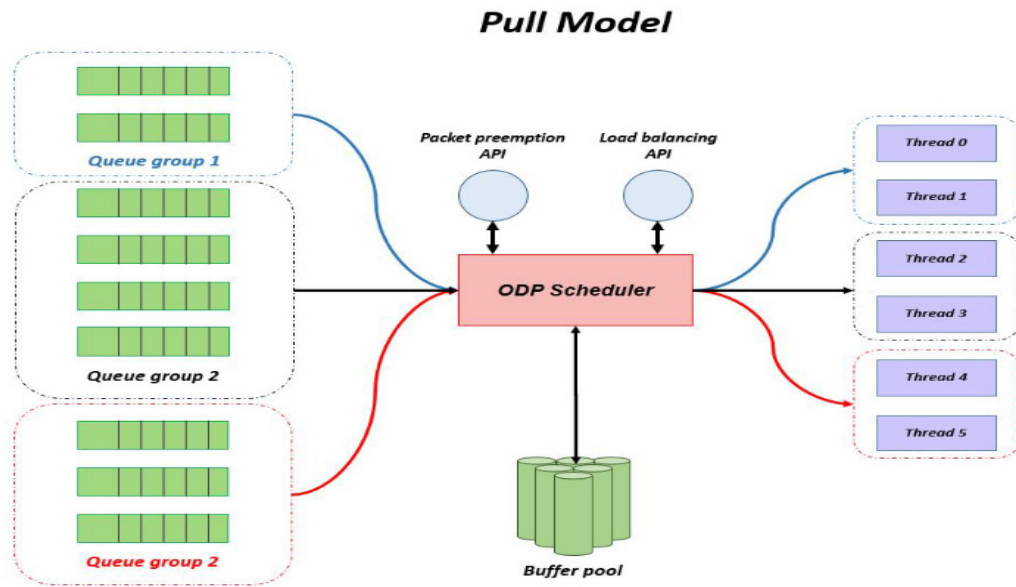 Pull Model
Queue group 1
Queue group 2
Queue group 2
Packet preemption
API
Load balancing
API
ODP Scheduler
Buffer pool
Thread 0
Thread 1
Thread 2
Thread 3
Thread 4
Thread 5